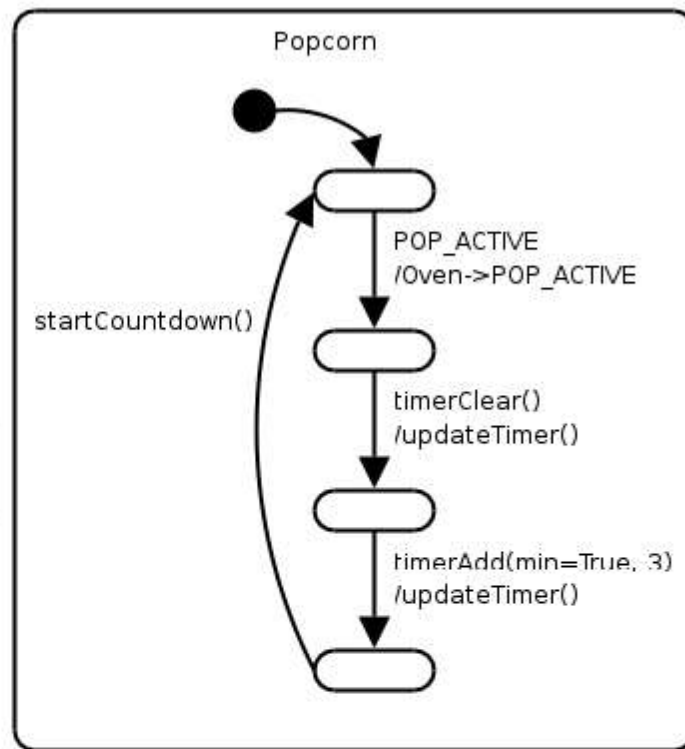 Popcorn
POP_ACTIVE
/Oven->POP_ACTIVE
startCountdown()
timerClear()
/updateTimer()
timerAdd(min=True, 3)
/updateTimer()